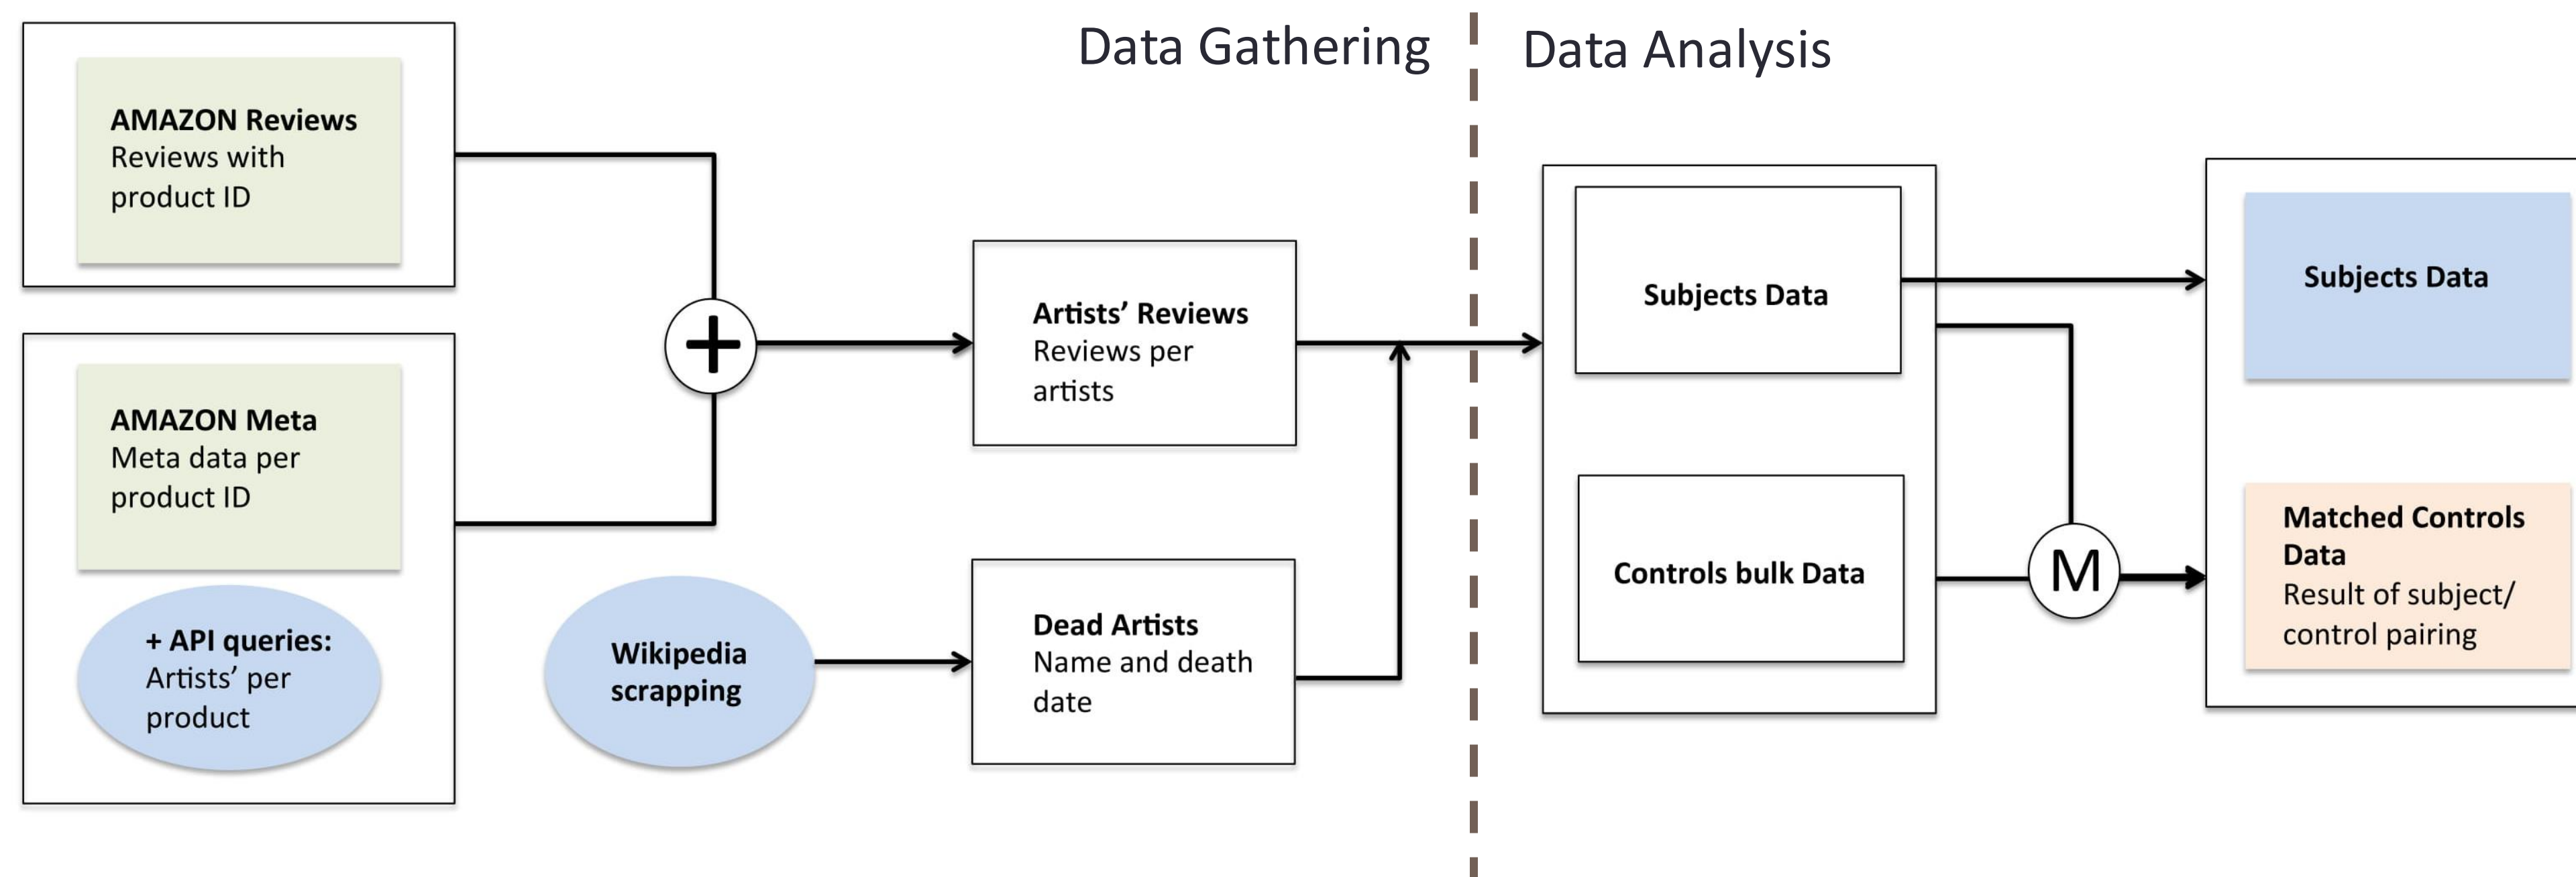 Data Gathering
Data Analysis
AMAZON Reviews
Reviews with
product ID
AMAZON Meta
Meta data per
product ID
+ API queries:
Artists' per
product
+
Wikipedia
scrapping
Artists' Reviews
Reviews per
artists
Dead Artists
Name and death
date
Subjects Data
Controls bulk Data
M
Subjects Data
Matched Controls
Data
Result of subject/
control pairing